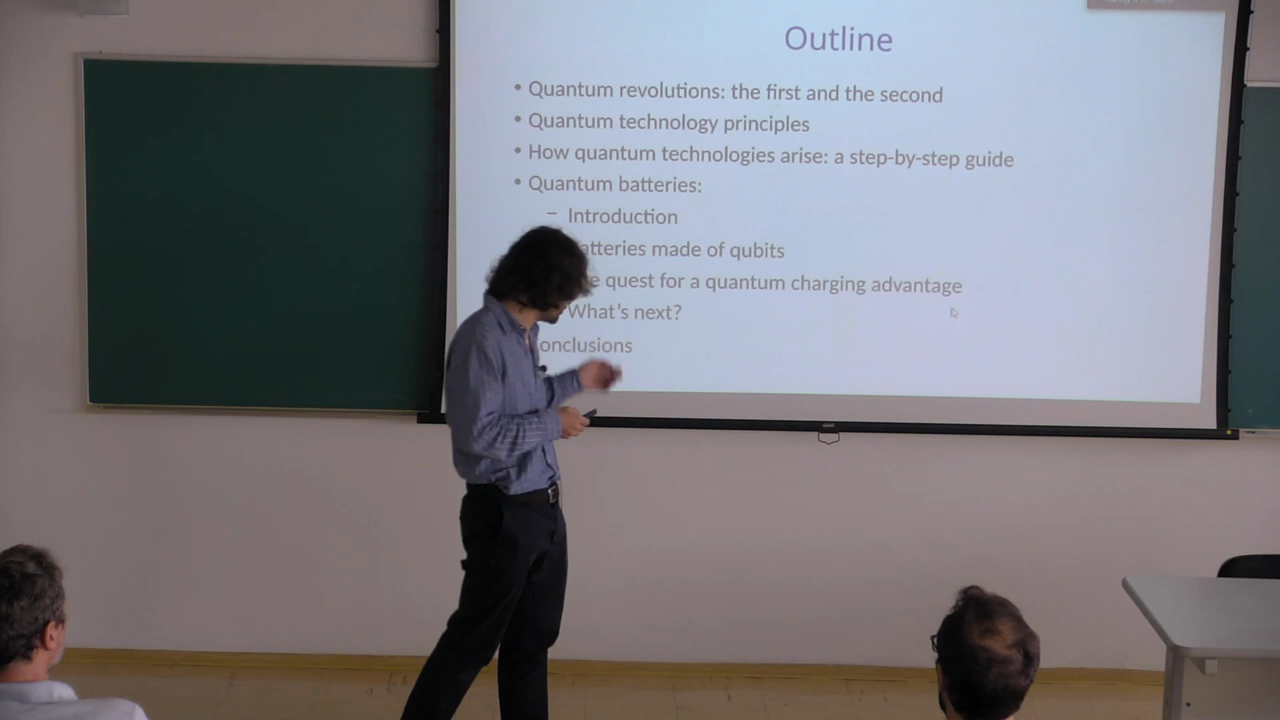 Outline
• Quantum revolutions: the first and the second
• Quantum technology principles
• How quantum technologies arise: a step-by-step guide
• Quantum batteries:
– Introduction
atteries made of qubits
e quest for a quantum charging advantage
What's next?
onclusions